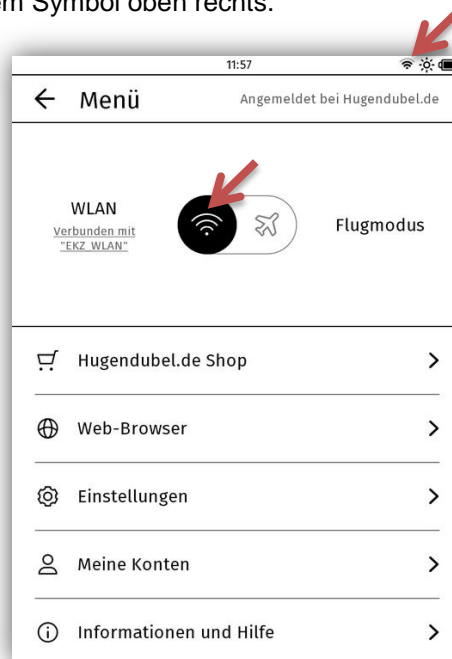 em Symbol oben rechts.
11:57
Menü Angemeldet bei Hugendubel.de
WLAN
Verbunden mit
"EKZ_WLAN"
Flugmodus
Hugendubel.de Shop
Web-Browser
Einstellungen
Meine Konten
Informationen und Hilfe